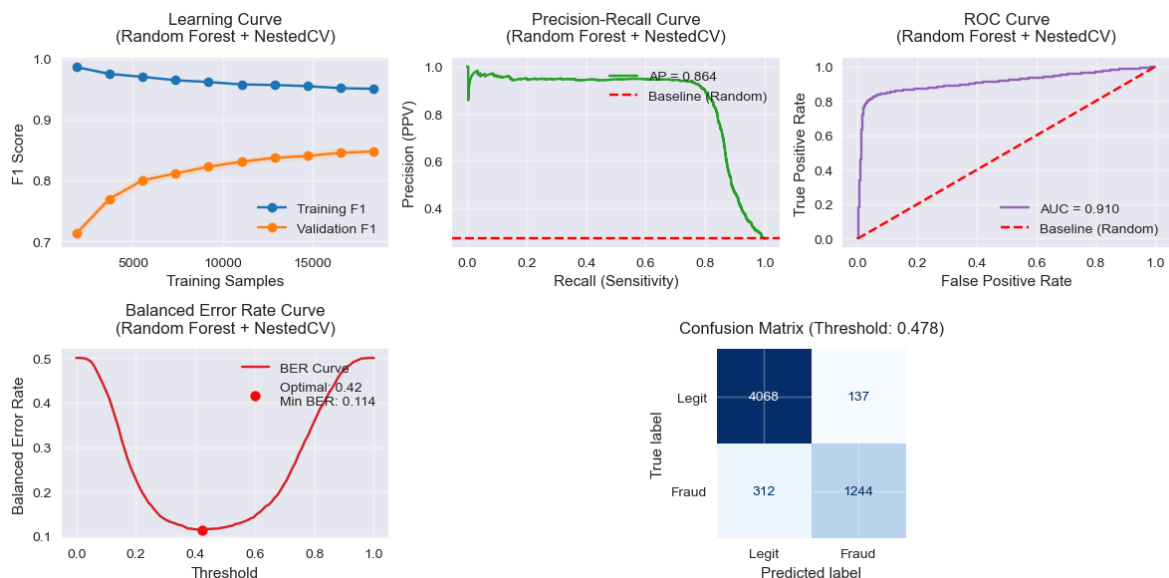 Learning Curve
(Random Forest + NestedCV)
1.0
0.9
0.8
0.7
F1 Score
Training F1
Validation F1
5000
10000
15000
Training Samples
Precision-Recall Curve
(Random Forest + NestedCV)
1.0
0.8
0.6
0.4
Precision (PPV)
AP = 0.864
Baseline (Random)
0.0
0.2
0.4
0.6
0.8
1.0
Recall (Sensitivity)
ROC Curve
(Random Forest + NestedCV)
1.0
0.8
0.6
0.4
0.2
0.0
True Positive Rate
AUC = 0.910
Baseline (Random)
0.0
0.2
0.4
0.6
0.8
1.0
False Positive Rate
Balanced Error Rate Curve
(Random Forest + NestedCV)
0.5
0.4
0.3
0.2
0.1
Balanced Error Rate
BER Curve
Optimal: 0.42
Min BER: 0.114
0.0
0.2
0.4
0.6
0.8
1.0
Threshold
Confusion Matrix (Threshold: 0.478)
True label
Legit
4068
137
Fraud
312
1244
Legit
Fraud
Predicted label